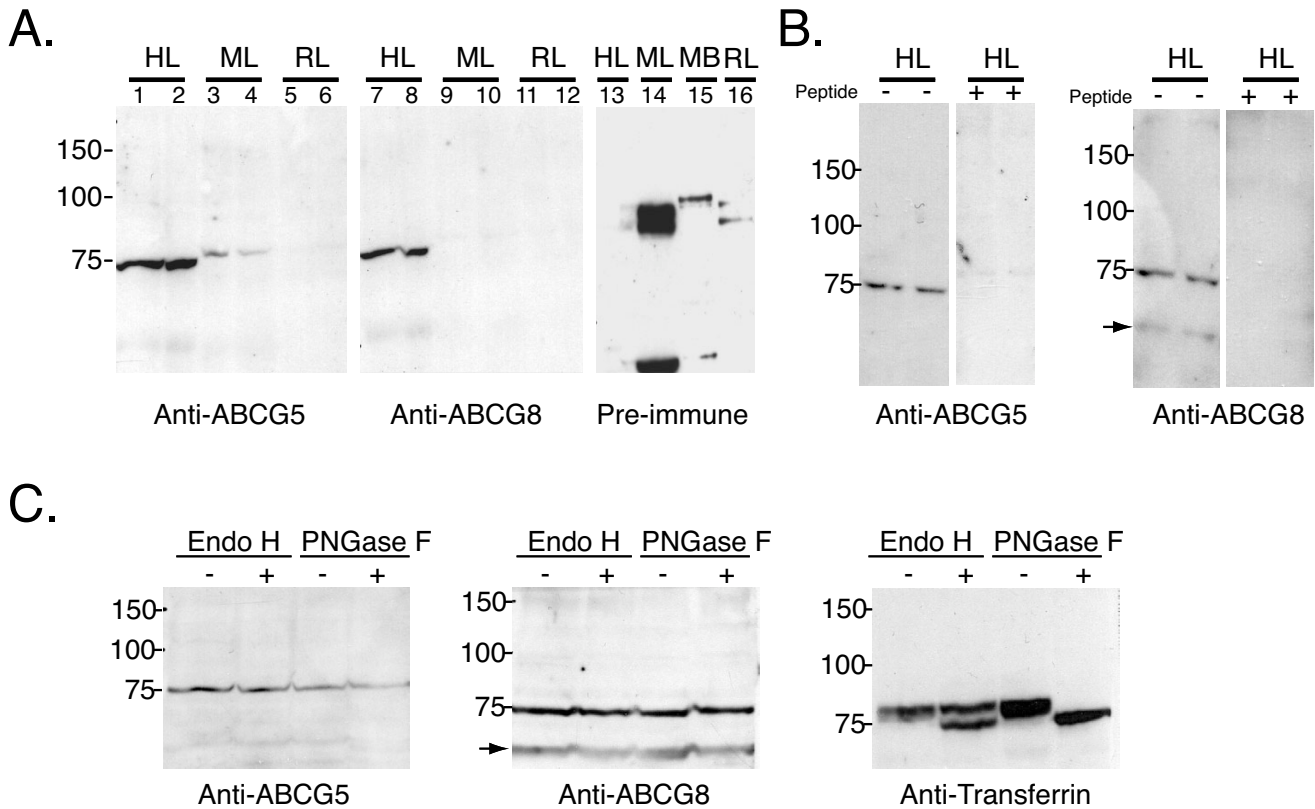 A.
HL ML RL HL ML RL HL ML MB RL
1 2 3 4 5 6 7 8 9 10 11 12 13 14 15 16
150-
100-
75-
Anti-ABCG5 Anti-ABCG8 Pre-immune
B.
HL HL
Peptide - - + +
150
100
75
Anti-ABCG5
HL HL
Peptide - - + +
150
100
75
Anti-ABCG8
C.
Endo H PNGase F
- + - +
150
100
75
Anti-ABCG5
Endo H PNGase F
- + - +
150
100
75
Anti-ABCG8
Endo H PNGase F
- + - +
150
100
75
Anti-Transferrin